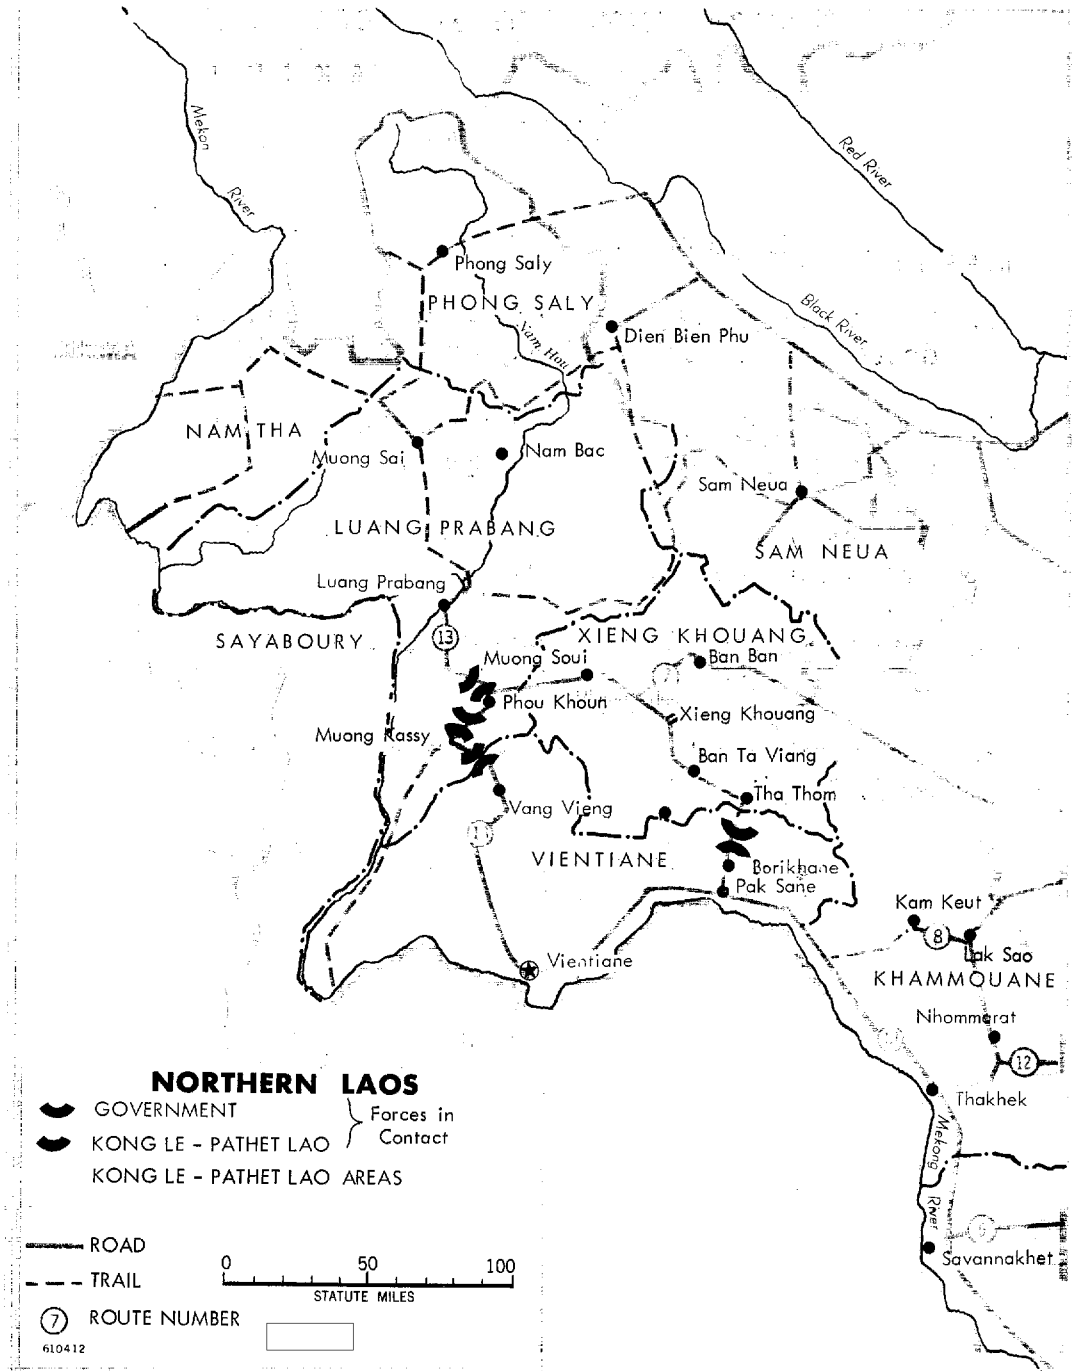 Mekon
River
Red River
Phong Saly
PHONG SALY
Black River
Nam Hou
Dien Bien Phu
NAM THA
Muong Sai
Nam Bac
Sam Neua
LUANG PRABANG
SAM NEUA
Luang Prabang
SAYABOURY
13
XIENG KHOUANG
Muong Soui
Ban Ban
7
Phou Khoun
Xieng Khouang
Muong Kassy
Ban Ta Viang
Tha Thom
Vang Vieng
VIENTIANE
Borikhane
Pak Sane
Kam Keut
8
Lak Sao
Vientiane
KHAMMOUANE
Nhommarat
12
Thakhek
Mekong
River
Savannakhet
NORTHERN LAOS
GOVERNMENT
KONG LE - PATHET LAO
Forces in
Contact
KONG LE - PATHET LAO AREAS
ROAD
TRAIL
7 ROUTE NUMBER
0 50 100
STATUTE MILES
610412